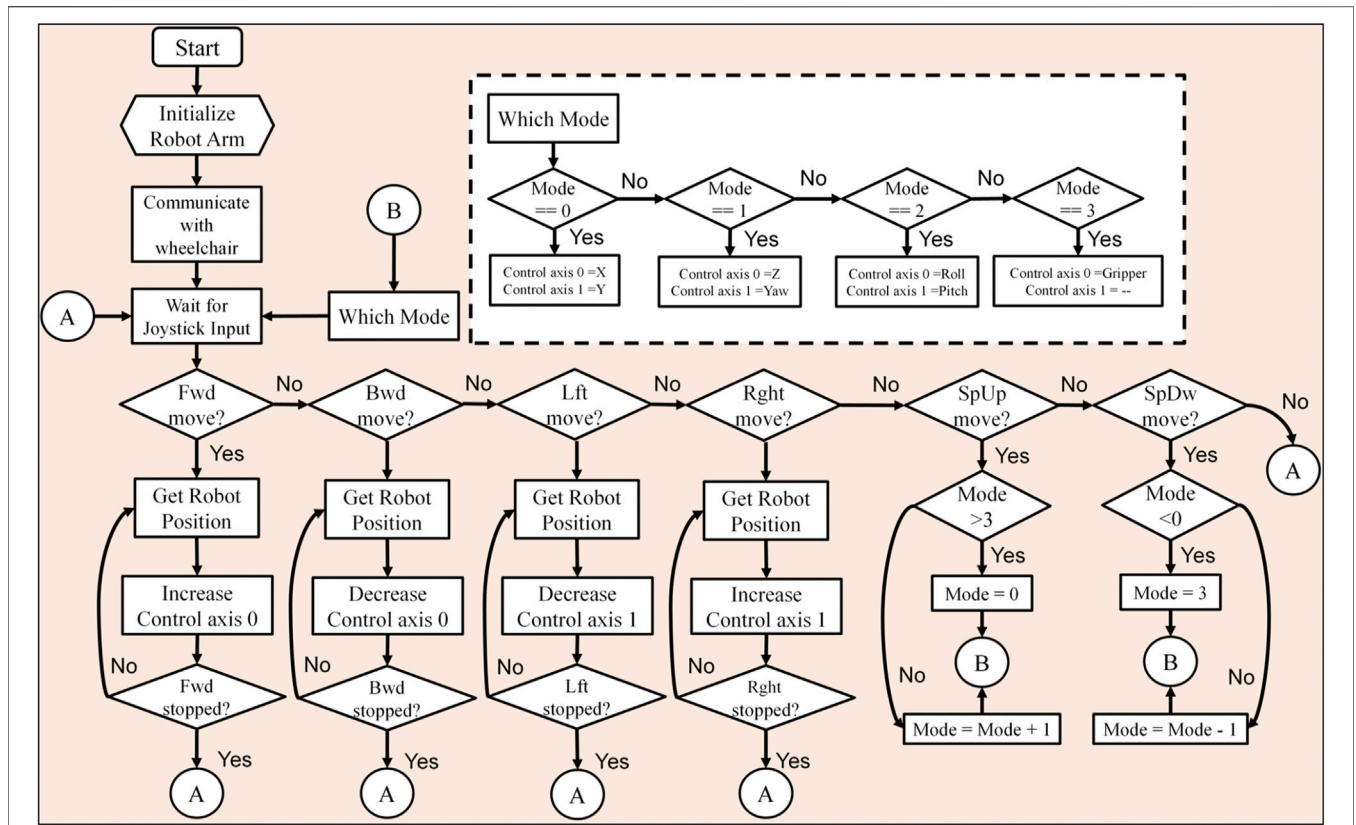 Start
Initialize
Robot Arm
Communicate
with
wheelchair
B
A
Wait for
Joystick Input
Which Mode
Which Mode
Mode
== 0
No
Mode
== 1
No
Mode
== 2
No
Mode
== 3
Yes
Yes
Yes
Yes
Control axis 0 =X
Control axis 1 =Y
Control axis 0 =Z
Control axis 1 =Yaw
Control axis 0 =Roll
Control axis 1 =Pitch
Control axis 0 =Gripper
Control axis 1 = --
Fwd
move?
No
Bwd
move?
No
Lft
move?
No
Rght
move?
No
SpUp
move?
No
SpDw
move?
No
A
Yes
Get Robot
Position
Increase
Control axis 0
No
Fwd
stopped?
Yes
A
Get Robot
Position
Decrease
Control axis 0
No
Bwd
stopped?
Yes
A
Get Robot
Position
Decrease
Control axis 1
No
Lft
stopped?
Yes
A
Get Robot
Position
Increase
Control axis 1
No
Rght
stopped?
Yes
A
Yes
Mode
>3
Yes
Mode = 0
B
No
Mode = Mode + 1
Yes
Mode
<0
Yes
Mode = 3
B
No
Mode = Mode - 1